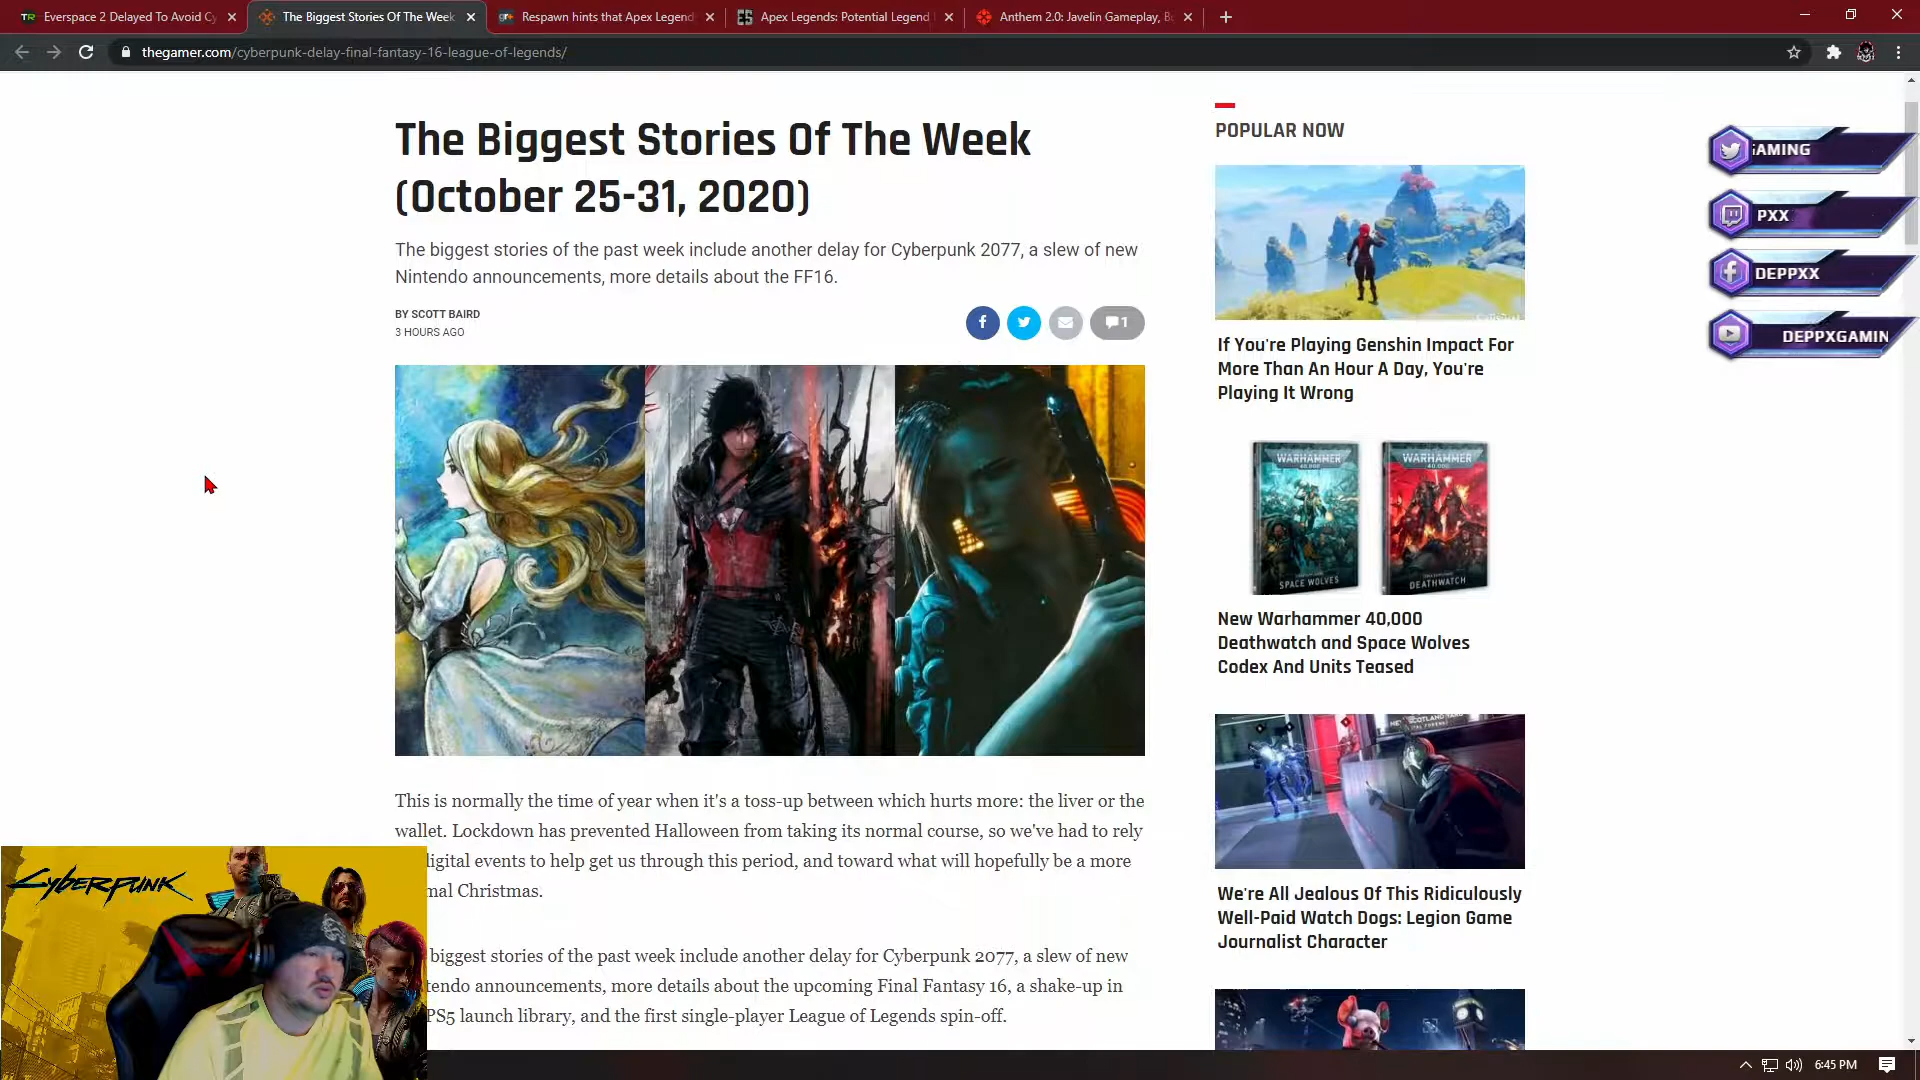 Everspace 2 Delayed To Avoid Cy
The Biggest Stories Of The Week
Respawn hints that Apex Legend
Apex Legends: Potential Legend
Anthem 2.0: Javelin Gameplay, B
thegamer.com/cyberpunk-delay-final-fantasy-16-league-of-legends/
The Biggest Stories Of The Week
(October 25-31, 2020)
The biggest stories of the past week include another delay for Cyberpunk 2077, a slew of new
Nintendo announcements, more details about the FF16.
BY SCOTT BAIRD
3 HOURS AGO
1
This is normally the time of year when it's a toss-up between which hurts more: the liver or the
wallet. Lockdown has prevented Halloween from taking its normal course, so we've had to rely
igital events to help get us through this period, and toward what will hopefully be a more
mal Christmas.
biggest stories of the past week include another delay for Cyberpunk 2077, a slew of new
tendo announcements, more details about the upcoming Final Fantasy 16, a shake-up in
PS5 launch library, and the first single-player League of Legends spin-off.
POPULAR NOW
If You're Playing Genshin Impact For
More Than An Hour A Day, You're
Playing It Wrong
WARHAMMER
40,000
SPACE WOLVES
WARHAMMER
40,000
DEATHWATCH
New Warhammer 40,000
Deathwatch and Space Wolves
Codex And Units Teased
We're All Jealous Of This Ridiculously
Well-Paid Watch Dogs: Legion Game
Journalist Character
GAMING
PXX
DEPPXX
DEPPXGAMIN
CYBERPUNK
6:45 PM